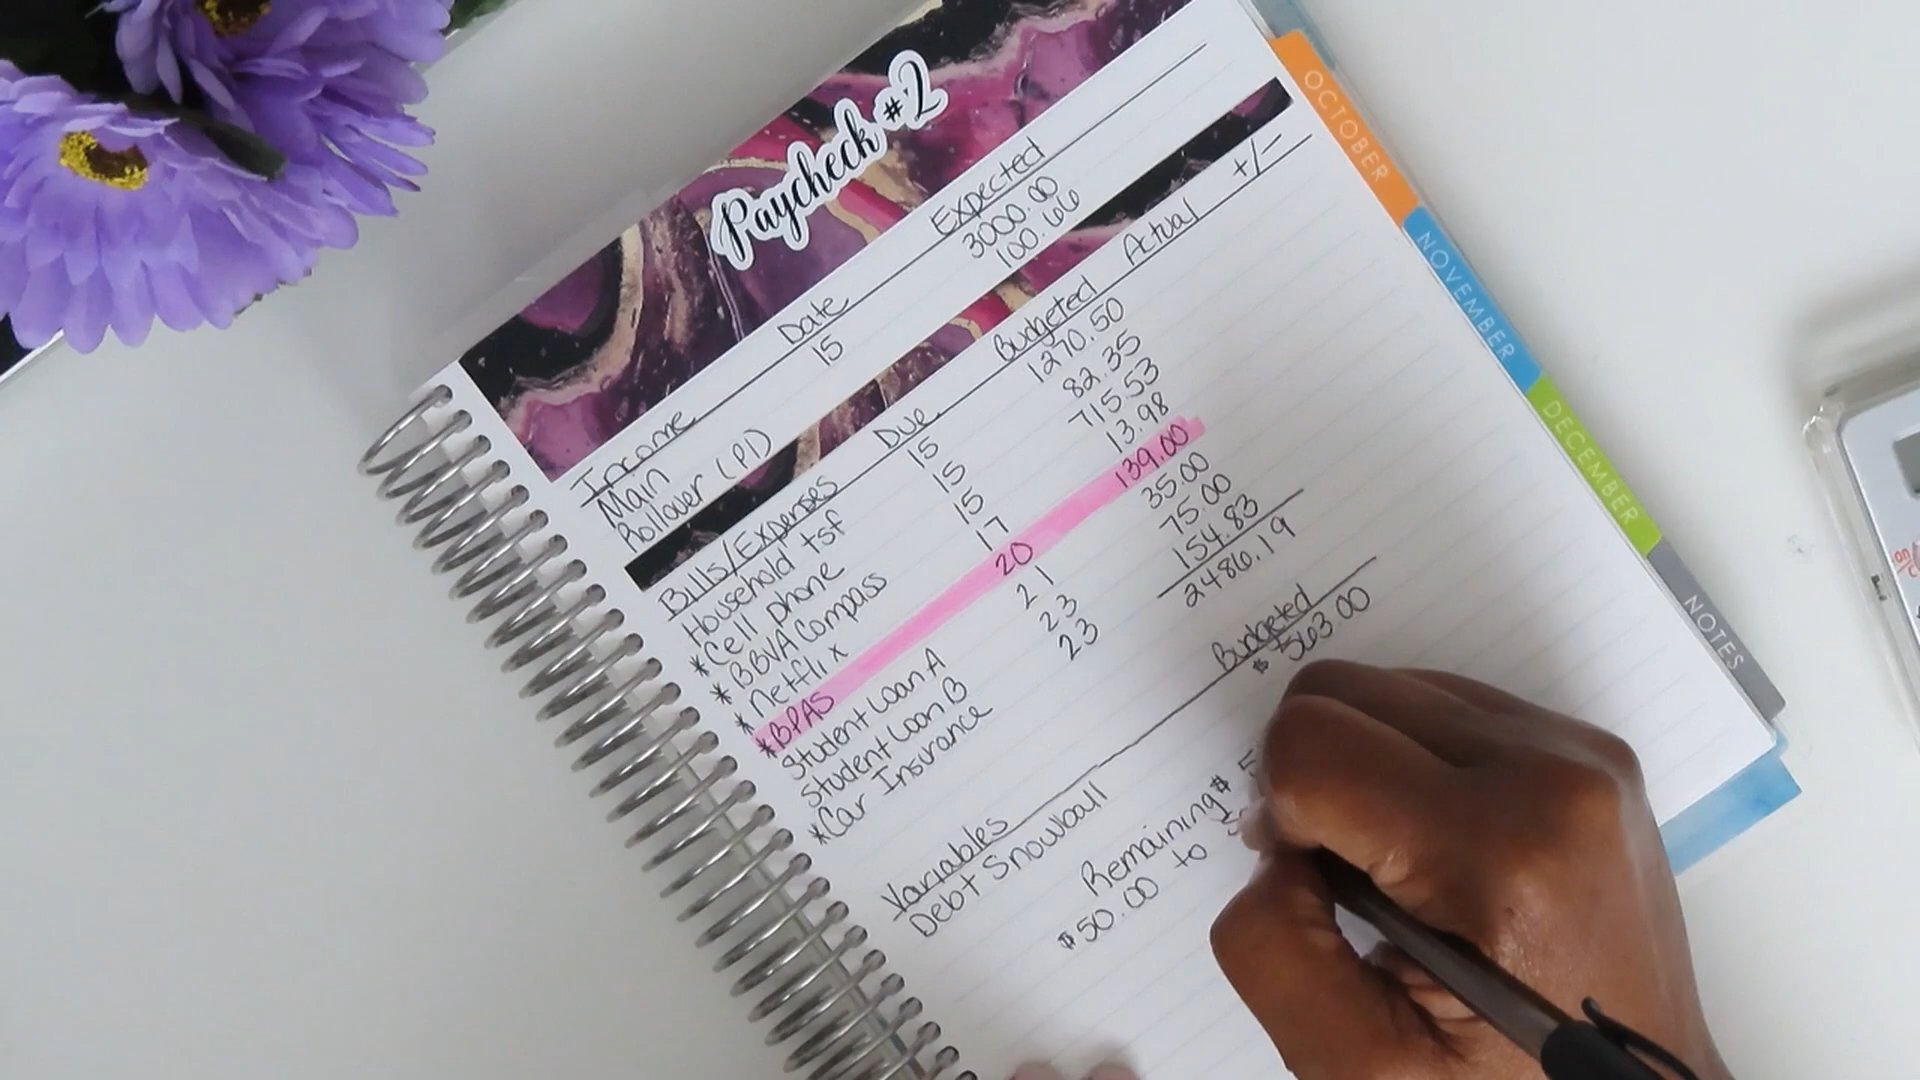 Paycheck #2
Income Date Expected
Main 15 3000.00
Rollover (P1) 100.66
Bills/Expenses Due Budgeted Actual +/-
Household tsf 15 1270.50
*Cell phone 15 82.35
*BBVA Compass 15 715.53
*Netflix 17 13.98
*BPAS 20 139.00
Student Loan A 21 35.00
Student Loan B 23 75.00
*Car Insurance 23 154.83
2486.19
Variables Budgeted
Debt Snowball $563.00
Remaining $ 5
$50.00 to
OCTOBER
NOVEMBER
DECEMBER
NOTES